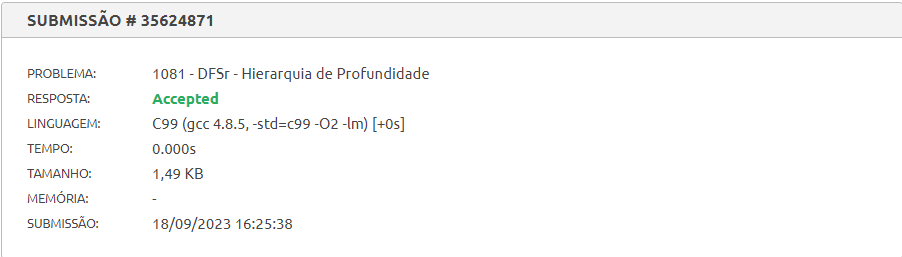 SUBMISSÃO # 35624871
PROBLEMA: 1081 - DFSr - Hierarquia de Profundidade
RESPOSTA: Accepted
LINGUAGEM: C99 (gcc 4.8.5, -std=c99 -O2 -lm) [+0s]
TEMPO: 0.000s
TAMANHO: 1,49 KB
MEMÓRIA: -
SUBMISSÃO: 18/09/2023 16:25:38